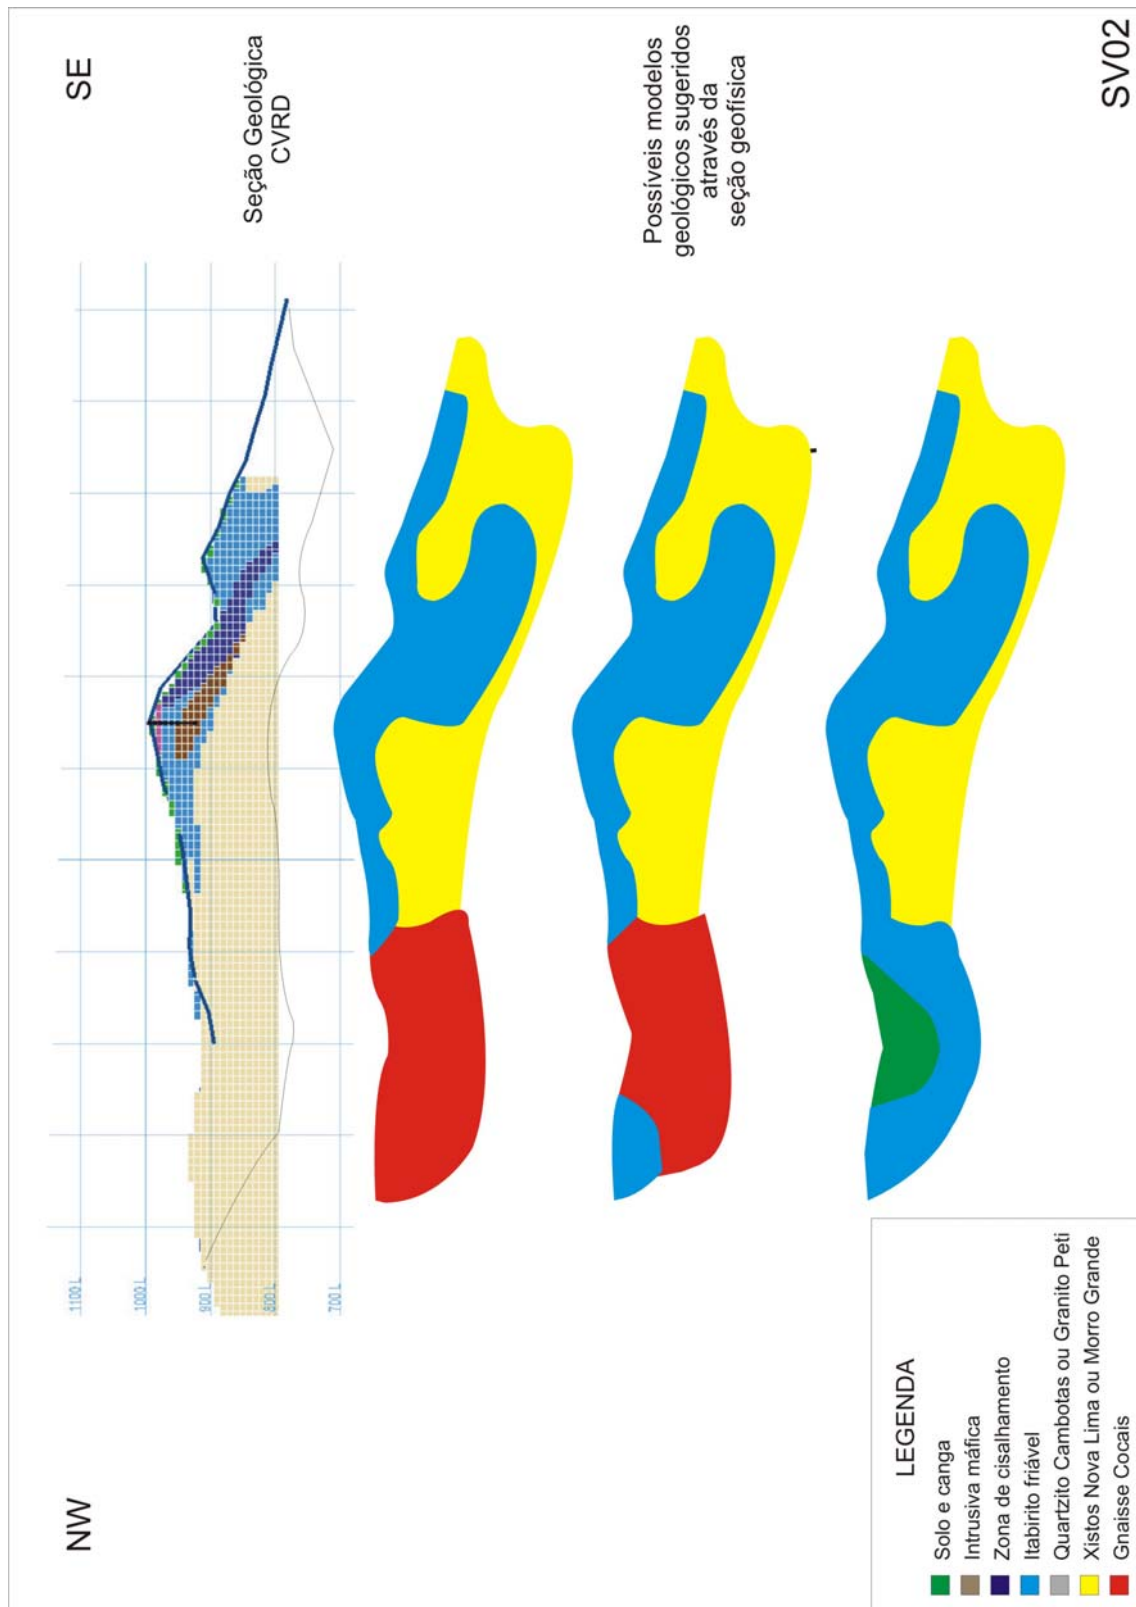 NW
SE
1100 L
1000 L
900 L
800 L
700 L
Seção Geológica
CVRD
Possíveis modelos
geológicos sugeridos
através da
seção geofísica
LEGENDA
Solo e canga
Intrusiva máfica
Zona de cisalhamento
Itabirito friável
Quartzito Cambotas ou Granito Peti
Xistos Nova Lima ou Morro Grande
Gnaisse Cocais
SV02